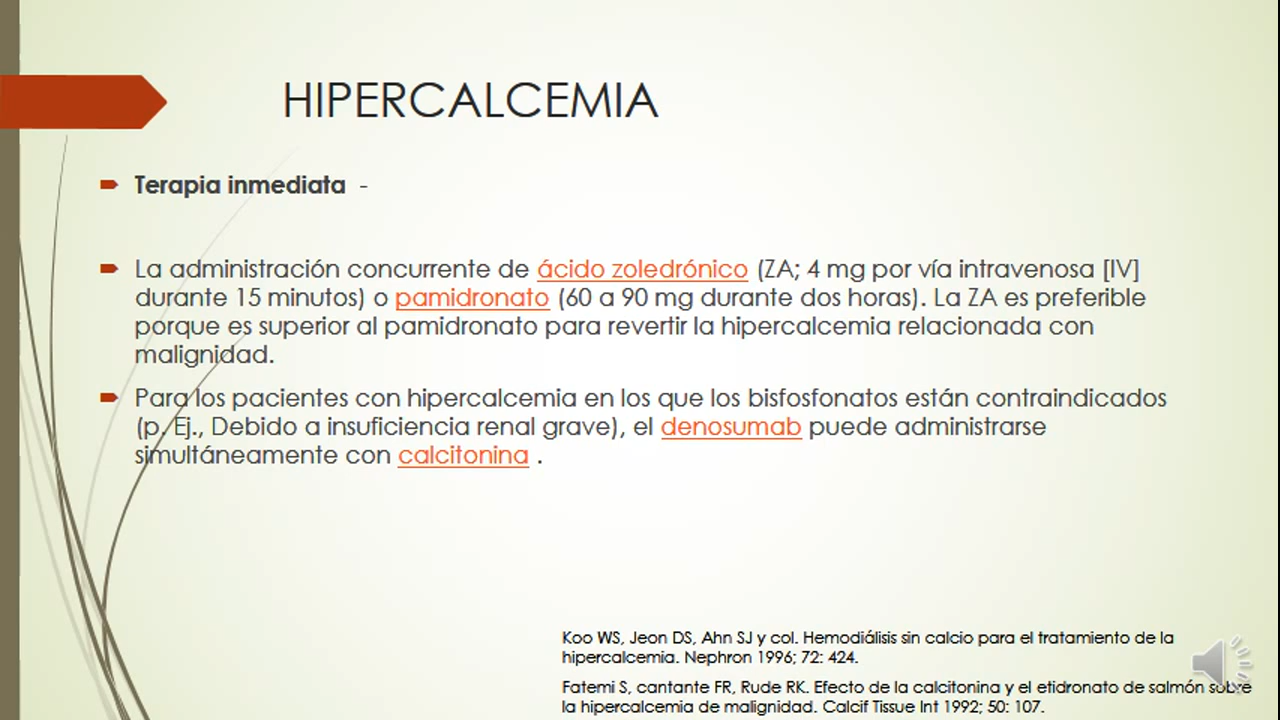 HIPERCALCEMIA
Terapia inmediata -
La administración concurrente de ácido zoledrónico (ZA; 4 mg por vía intravenosa [IV]
durante 15 minutos) o pamidronato (60 a 90 mg durante dos horas). La ZA es preferible
porque es superior al pamidronato para revertir la hipercalcemia relacionada con
malignidad.
Para los pacientes con hipercalcemia en los que los bisfosfonatos están contraindicados
(p. Ej., Debido a insuficiencia renal grave), el denosumab puede administrarse
simultáneamente con calcitonina .
Koo WS, Jeon DS, Ahn SJ y col. Hemodiálisis sin calcio para el tratamiento de la
hipercalcemia. Nephron 1996; 72: 424.
Fatemi S, cantante FR, Rude RK. Efecto de la calcitonina y el etidronato de salmón sobre
la hipercalcemia de malignidad. Calcif Tissue Int 1992; 50: 107.